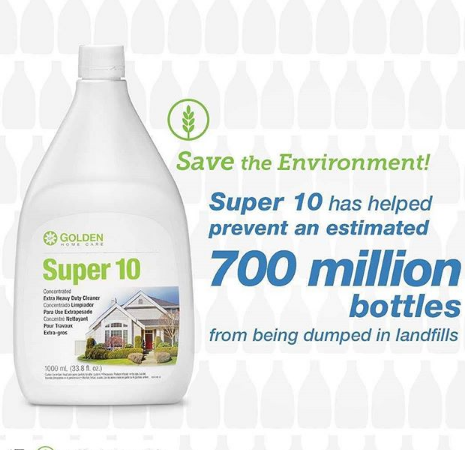 Save the Environment!
Super 10 has helped
prevent an estimated
700 million
bottles
from being dumped in landfills
GOLDEN
HOME CARE
Super 10
Concentrated
Extra Heavy Duty Cleaner
Concentrado Limpiador
Para Uso Extrapesado
Concentré Nettoyant
Pour Travaux
Extra-gros
1000 mL (33.8 fl. oz.)